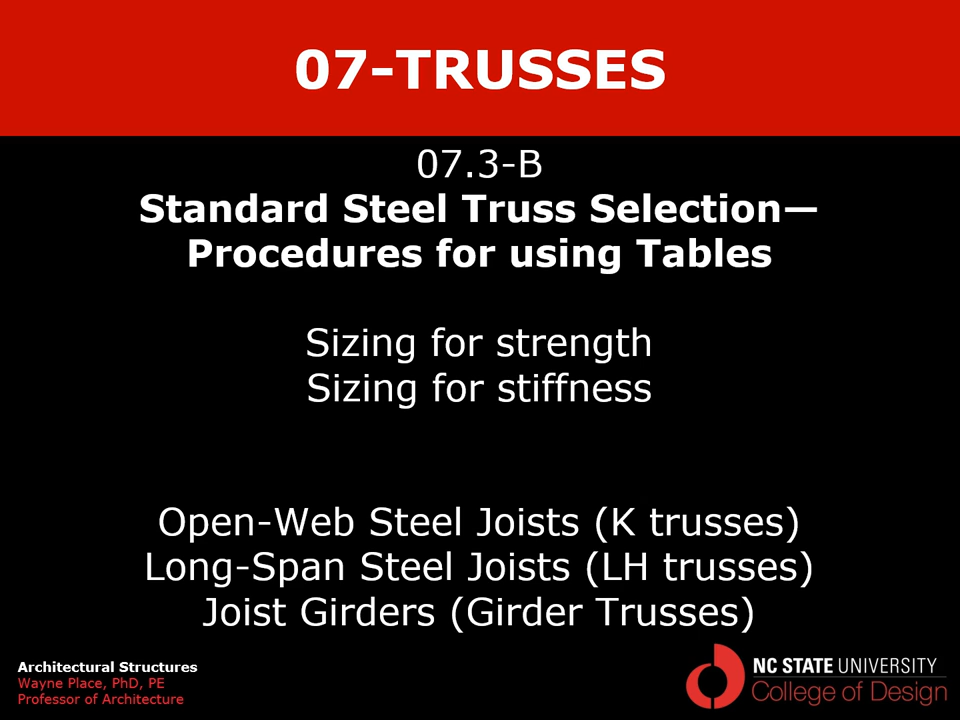 07-TRUSSES
07.3-B
Standard Steel Truss Selection—
Procedures for using Tables
Sizing for strength
Sizing for stiffness
Open-Web Steel Joists (K trusses)
Long-Span Steel Joists (LH trusses)
Joist Girders (Girder Trusses)
Architectural Structures
Wayne Place, PhD, PE
Professor of Architecture
NC STATE UNIVERSITY
College of Design